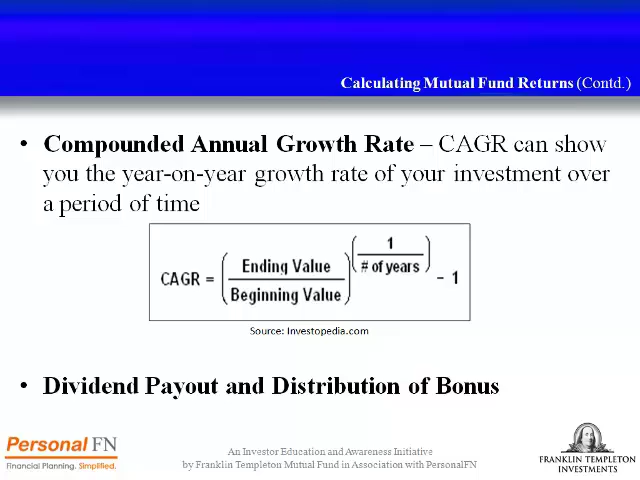 Calculating Mutual Fund Returns (Contd.)
• Compounded Annual Growth Rate – CAGR can show
you the year-on-year growth rate of your investment over
a period of time
CAGR = (Ending Value / Beginning Value)^(1 / # of years) - 1
Source: Investopedia.com
• Dividend Payout and Distribution of Bonus
Personal FN
Financial Planning. Simplified.
An Investor Education and Awareness Initiative
by Franklin Templeton Mutual Fund in Association with PersonalFN
FRANKLIN TEMPLETON
INVESTMENTS